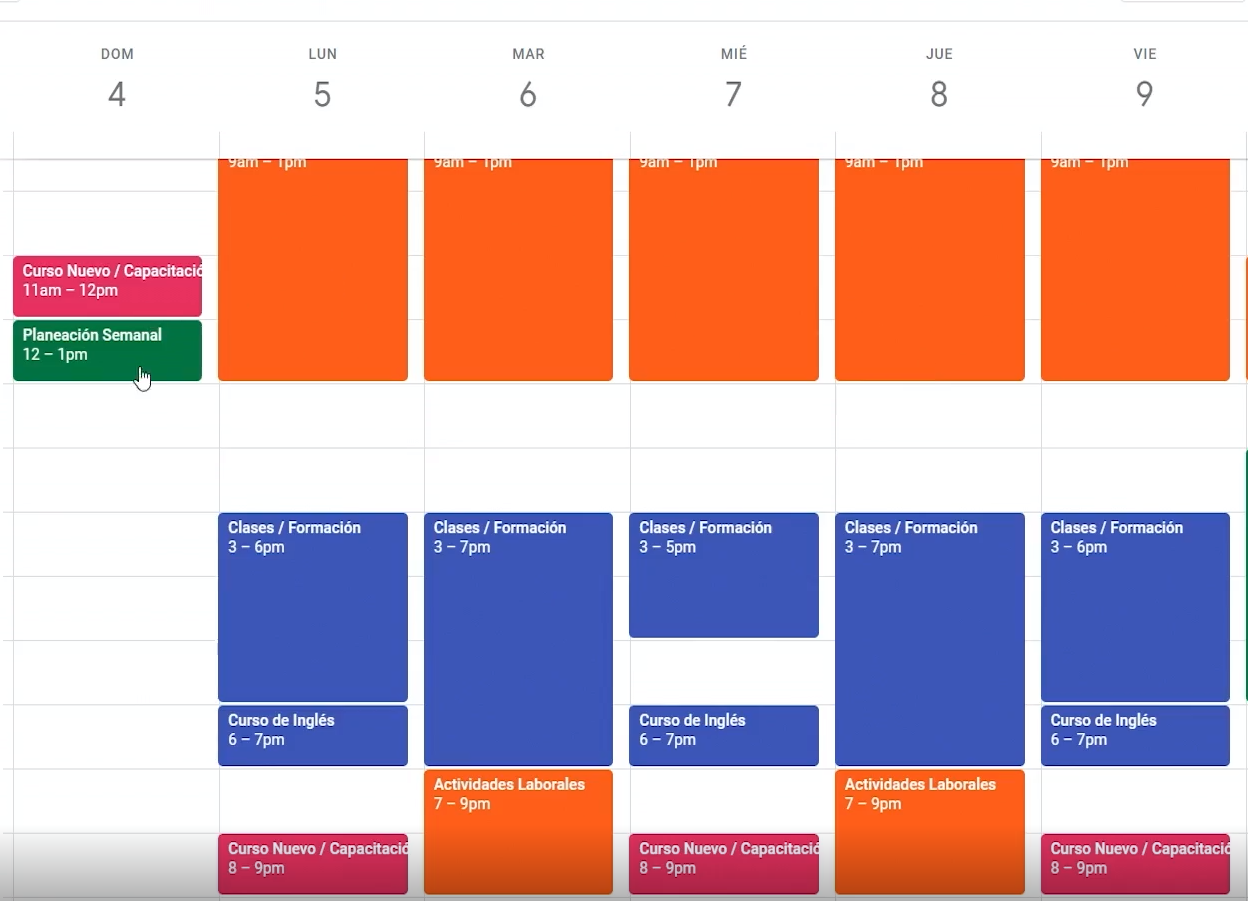 DOM
4
LUN
5
MAR
6
MIÉ
7
JUE
8
VIE
9
9am – 1pm
9am – 1pm
9am – 1pm
9am – 1pm
9am – 1pm
Curso Nuevo / Capacitació
11am – 12pm
Planeación Semanal
12 – 1pm
Clases / Formación
3 – 6pm
Clases / Formación
3 – 7pm
Clases / Formación
3 – 5pm
Clases / Formación
3 – 7pm
Clases / Formación
3 – 6pm
Curso de Inglés
6 – 7pm
Curso de Inglés
6 – 7pm
Curso de Inglés
6 – 7pm
Actividades Laborales
7 – 9pm
Actividades Laborales
7 – 9pm
Curso Nuevo / Capacitació
8 – 9pm
Curso Nuevo / Capacitació
8 – 9pm
Curso Nuevo / Capacitació
8 – 9pm